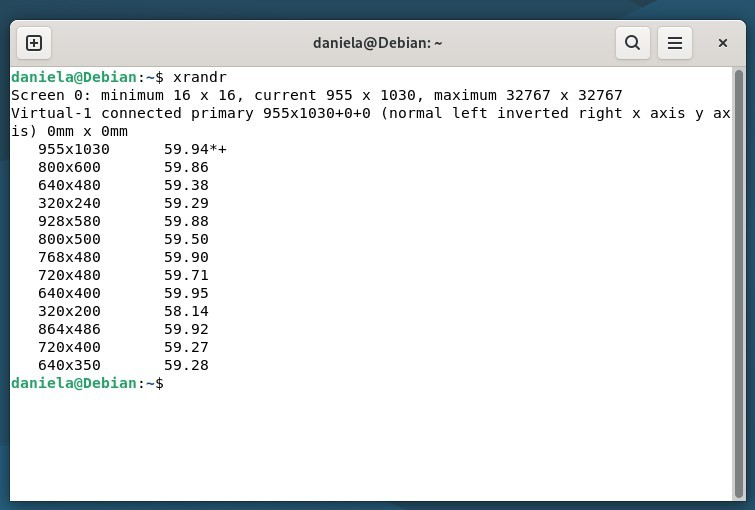 daniela@Debian: ~
daniela@Debian:~$ xrandr
Screen 0: minimum 16 x 16, current 955 x 1030, maximum 32767 x 32767
Virtual-1 connected primary 955x1030+0+0 (normal left inverted right x axis y ax
is) 0mm x 0mm
   955x1030      59.94*+
   800x600       59.86
   640x480       59.38
   320x240       59.29
   928x580       59.88
   800x500       59.50
   768x480       59.90
   720x480       59.71
   640x400       59.95
   320x200       58.14
   864x486       59.92
   720x400       59.27
   640x350       59.28
daniela@Debian:~$